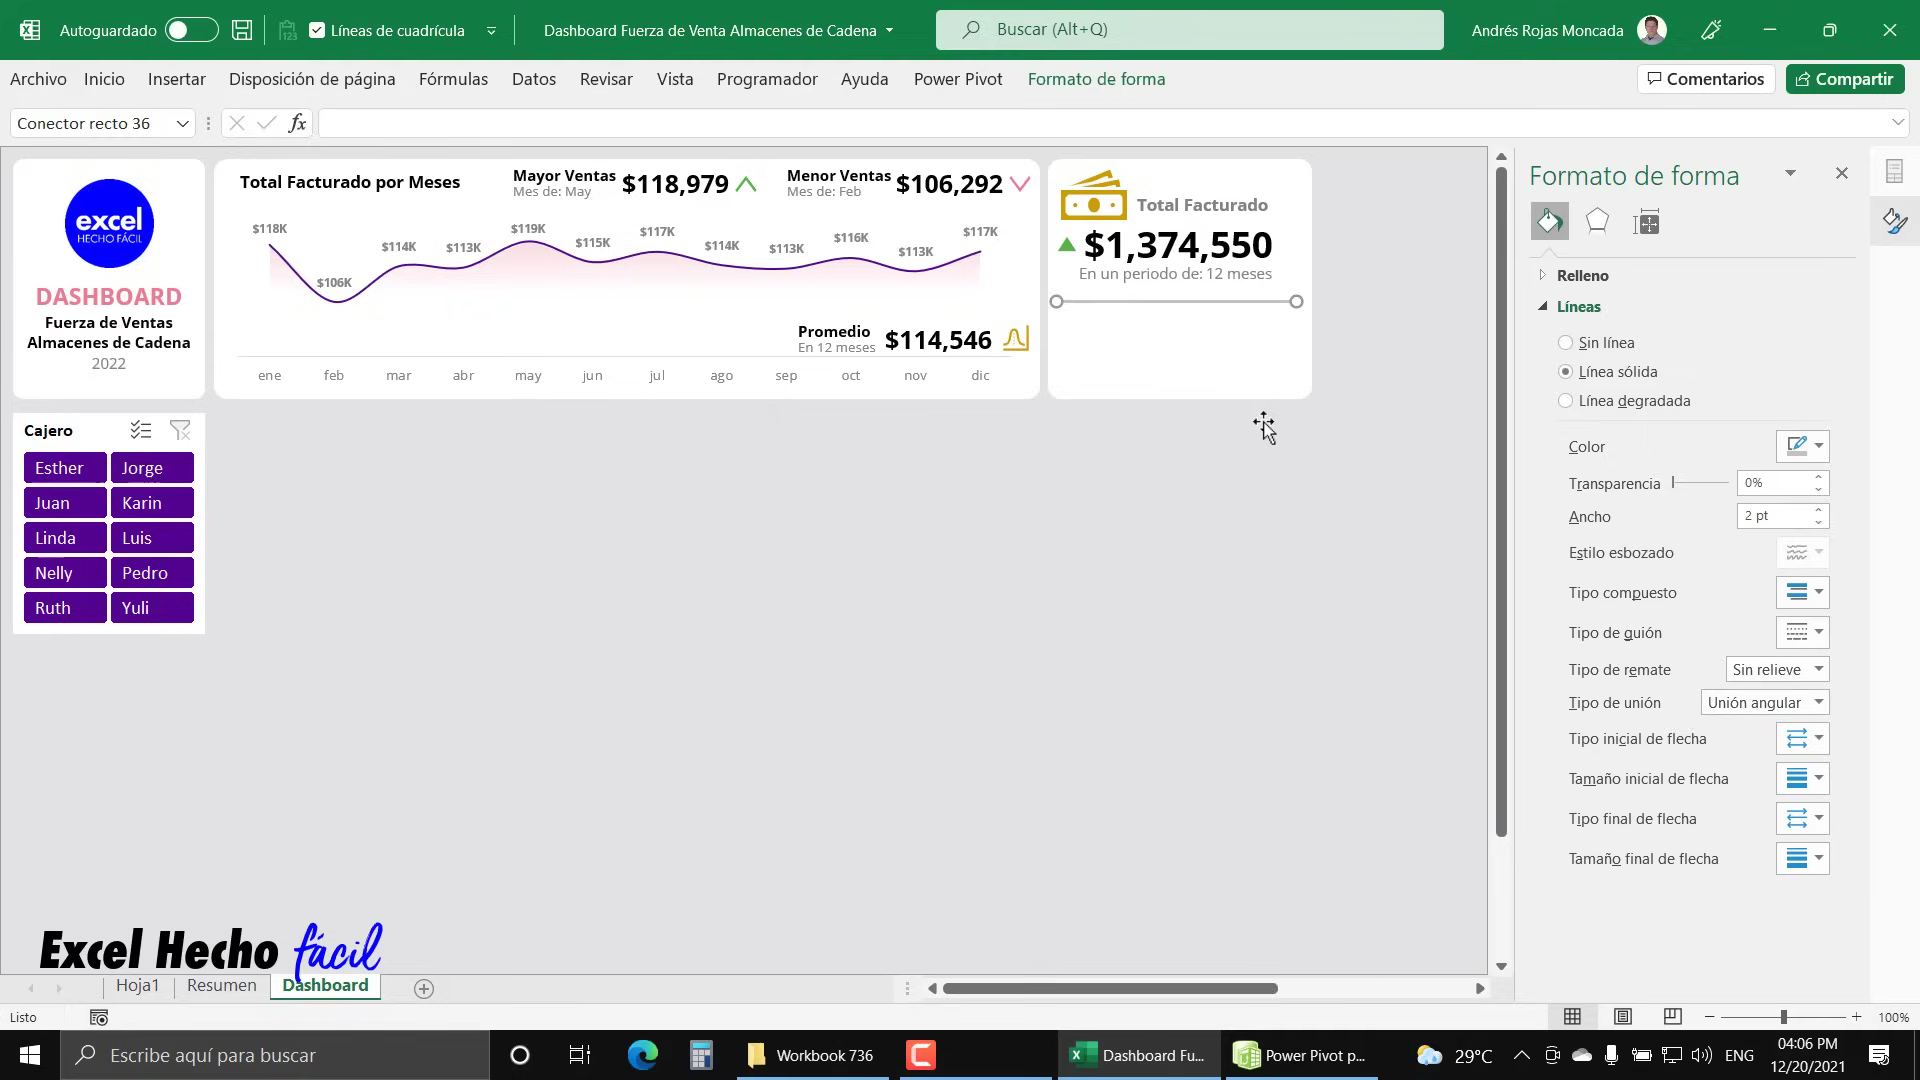 Autoguardado
Líneas de cuadrícula
Dashboard Fuerza de Venta Almacenes de Cadena
Buscar (Alt+Q)
Andrés Rojas Moncada
Archivo Inicio Insertar Disposición de página Fórmulas Datos Revisar Vista Programador Ayuda Power Pivot Formato de forma
Comentarios
Compartir
Conector recto 36
fx
excel
HECHO FÁCIL
DASHBOARD
Fuerza de Ventas
Almacenes de Cadena
2022
Total Facturado por Meses
Mayor Ventas
Mes de: May
$118,979
Menor Ventas
Mes de: Feb
$106,292
$118K $106K $114K $113K $119K $115K $117K $114K $113K $116K $113K $117K
Promedio
En 12 meses
$114,546
ene feb mar abr may jun jul ago sep oct nov dic
Total Facturado
$1,374,550
En un periodo de: 12 meses
Cajero
Esther Jorge
Juan Karin
Linda Luis
Nelly Pedro
Ruth Yuli
Formato de forma
Relleno
Líneas
Sin línea
Línea sólida
Línea degradada
Color
Transparencia 0%
Ancho 2 pt
Estilo esbozado
Tipo compuesto
Tipo de guión
Tipo de remate Sin relieve
Tipo de unión Unión angular
Tipo inicial de flecha
Tamaño inicial de flecha
Tipo final de flecha
Tamaño final de flecha
Excel Hecho fácil
Hoja1 Resumen Dashboard
Listo
100%
Escribe aquí para buscar
Workbook 736
Dashboard Fu...
Power Pivot p...
29°C
ENG
04:06 PM
12/20/2021